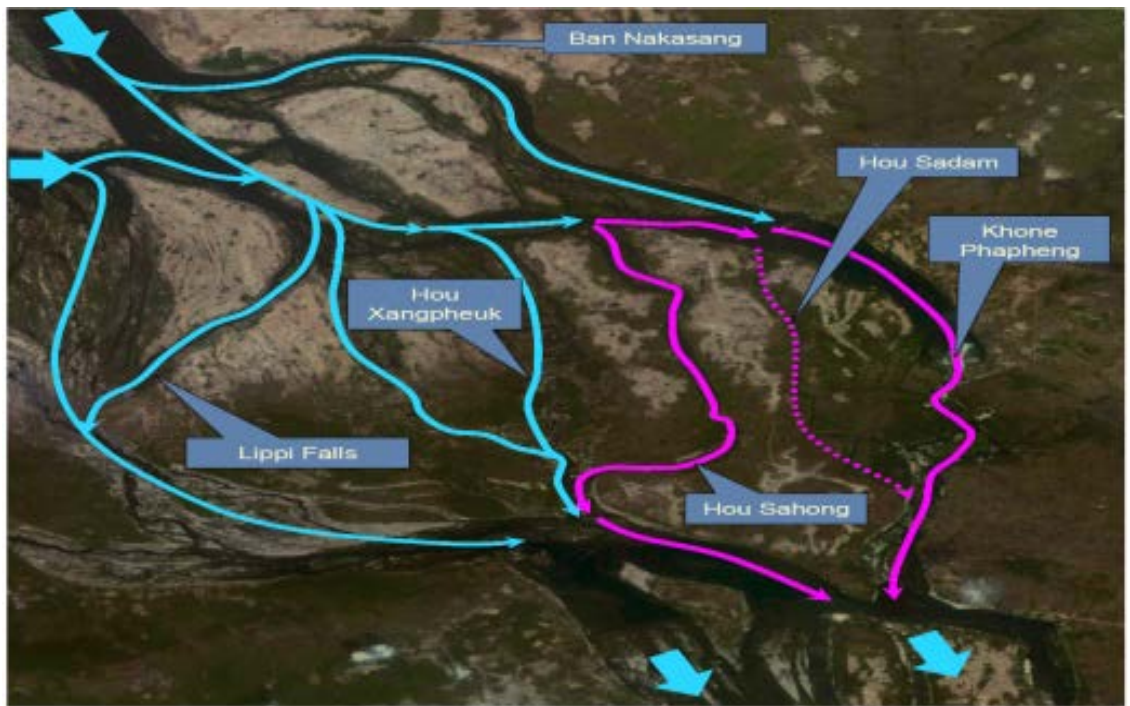 Ban Nakasang
Hou Sadam
Khone
Phapheng
Hou
Xangpheuk
Lippi Falls
Hou Sahong